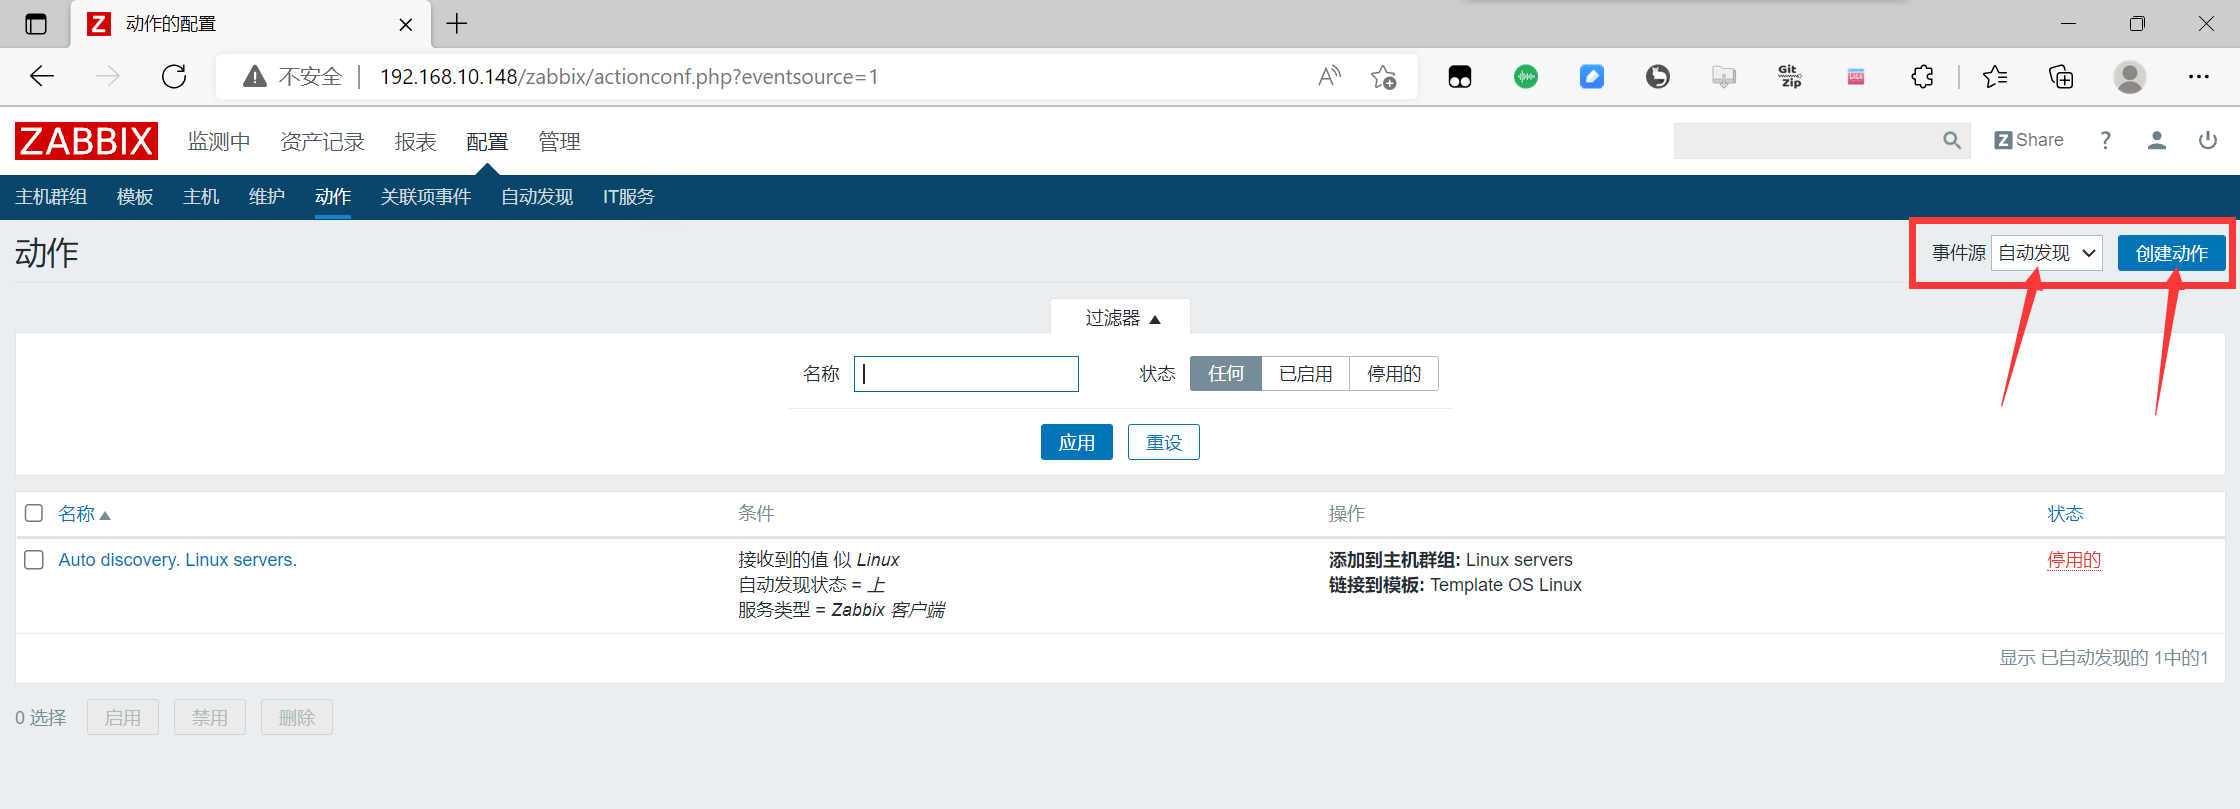 动作的配置
不安全 192.168.10.148/zabbix/actionconf.php?eventsource=1
Git Zip
ZABBIX 监测中 资产记录 报表 配置 管理 Z Share ?
主机群组 模板 主机 维护 动作 关联项事件 自动发现 IT服务
动作 事件源 自动发现 创建动作
过滤器
名称 状态 任何 已启用 停用的
应用 重设
名称 条件 操作 状态
Auto discovery. Linux servers. 接收到的值 似 Linux 添加到主机群组: Linux servers 停用的
自动发现状态 = 上 链接到模板: Template OS Linux
服务类型 = Zabbix 客户端
显示 已自动发现的 1中的1
0 选择 启用 禁用 删除